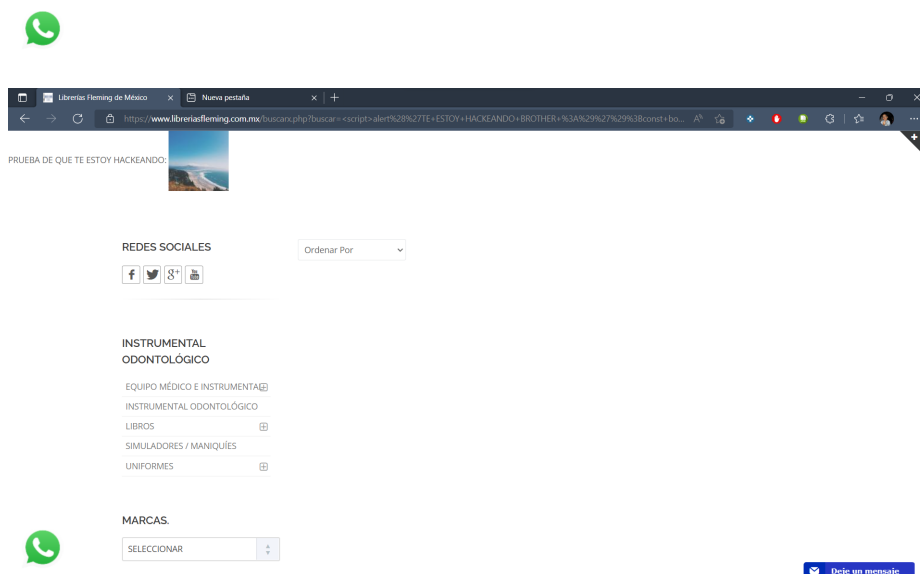 Librerías Fleming de México
Nueva pestaña
https://www.libreriasfleming.com.mx/buscarx.php?buscar=<script>alert%28%27TE+ESTOY+HACKEANDO+BROTHER+%3A%29%27%29%3Bconst+bo...
PRUEBA DE QUE TE ESTOY HACKEANDO:
REDES SOCIALES
Ordenar Por
INSTRUMENTAL
ODONTOLÓGICO
EQUIPO MÉDICO E INSTRUMENTAL
INSTRUMENTAL ODONTOLÓGICO
LIBROS
SIMULADORES / MANIQUÍES
UNIFORMES
MARCAS.
SELECCIONAR
Deje un mensaje